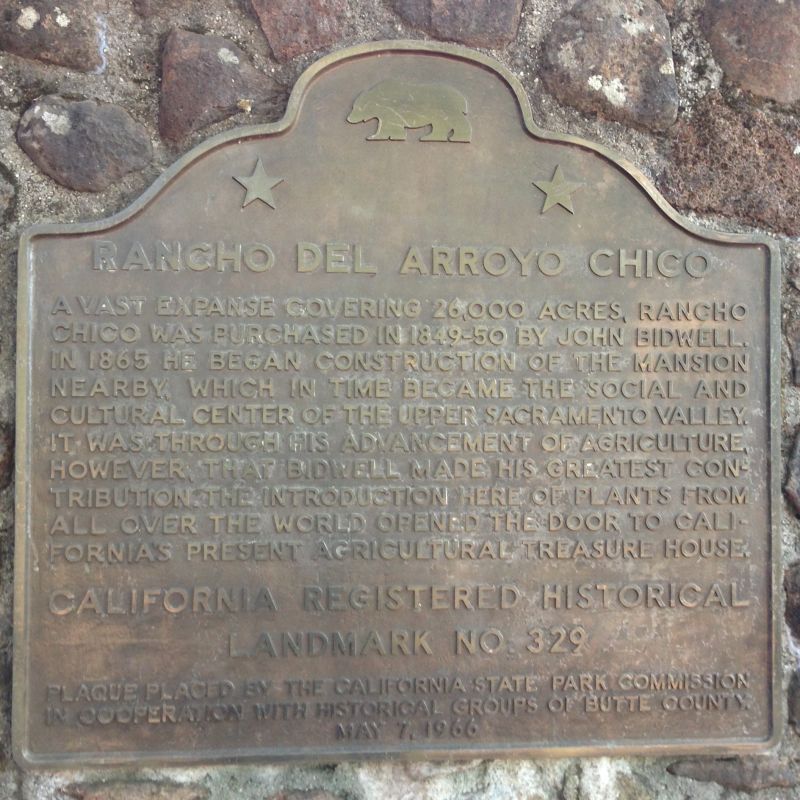 RANCHO DEL ARROYO CHICO
A VAST EXPANSE COVERING 26,000 ACRES, RANCHO
CHICO WAS PURCHASED IN 1849-50 BY JOHN BIDWELL.
IN 1865 HE BEGAN CONSTRUCTION OF THE MANSION
NEARBY, WHICH IN TIME BECAME THE SOCIAL AND
CULTURAL CENTER OF THE UPPER SACRAMENTO VALLEY.
IT WAS THROUGH HIS ADVANCEMENT OF AGRICULTURE,
HOWEVER, THAT BIDWELL MADE HIS GREATEST CON-
TRIBUTION. THE INTRODUCTION HERE OF PLANTS FROM
ALL OVER THE WORLD OPENED THE DOOR TO CALI-
FORNIA'S PRESENT AGRICULTURAL TREASURE HOUSE.
CALIFORNIA REGISTERED HISTORICAL
LANDMARK NO. 329
PLAQUE PLACED BY THE CALIFORNIA STATE PARK COMMISSION
IN COOPERATION WITH HISTORICAL GROUPS OF BUTTE COUNTY.
MAY 7, 1966